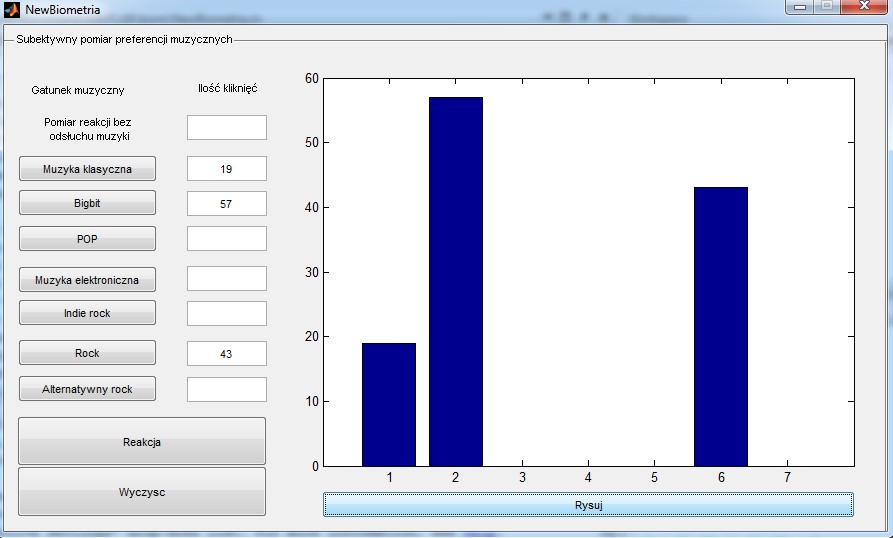 NewBiometria
Subektywny pomiar preferencji muzycznych
Gatunek muzyczny
Ilość kliknięć
Pomiar reakcji bez
odsłuchu muzyki
Muzyka klasyczna
19
Bigbit
57
POP
Muzyka elektroniczna
Indie rock
Rock
43
Alternatywny rock
Reakcja
Wyczysc
60
50
40
30
20
10
0
1 2 3 4 5 6 7
Rysuj